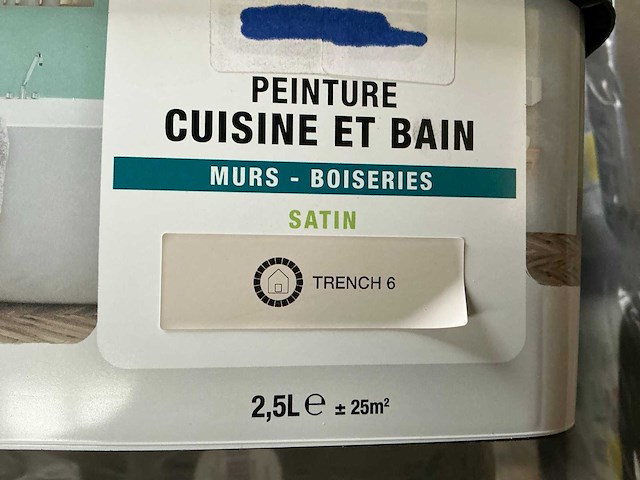 PEINTURE
CUISINE ET BAIN
MURS - BOISERIES
SATIN
TRENCH 6
2,5L e ± 25m²